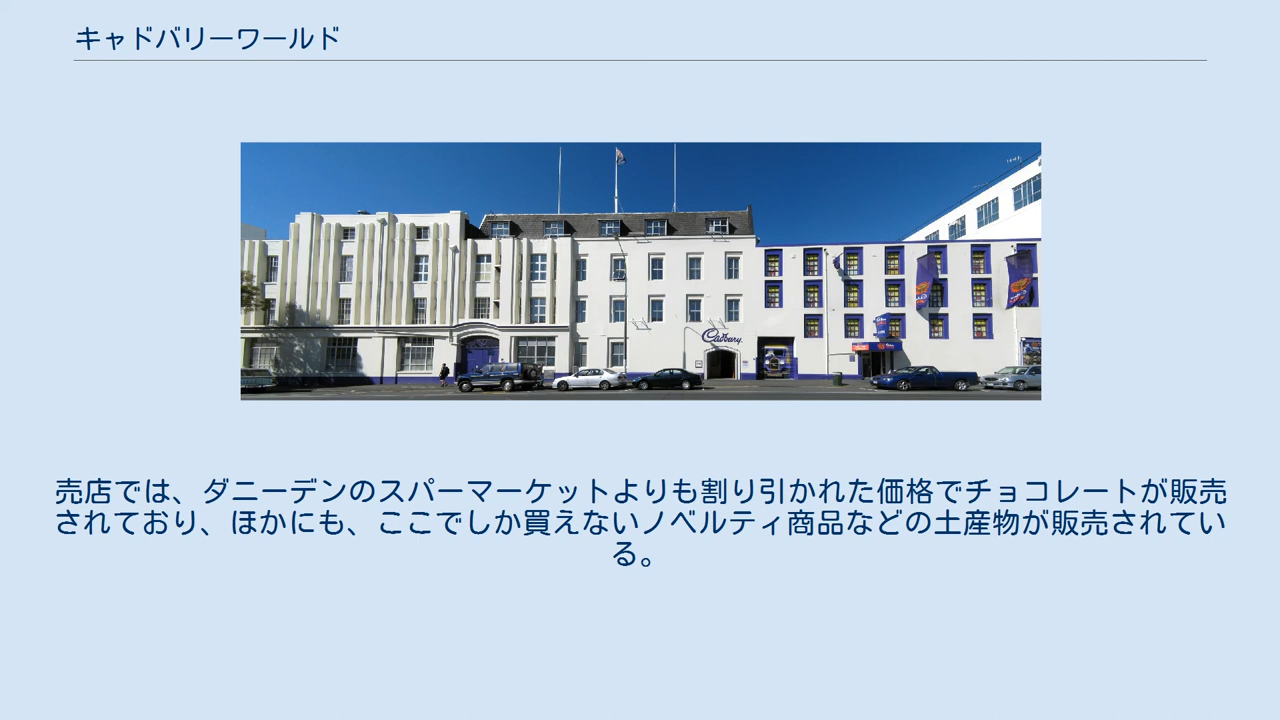 キャドバリーワールド
Cadbury
売店では、ダニーデンのスパーマーケットよりも割り引かれた価格でチョコレートが販売
されており、ほかにも、ここでしか買えないノベルティ商品などの土産物が販売されてい
る。